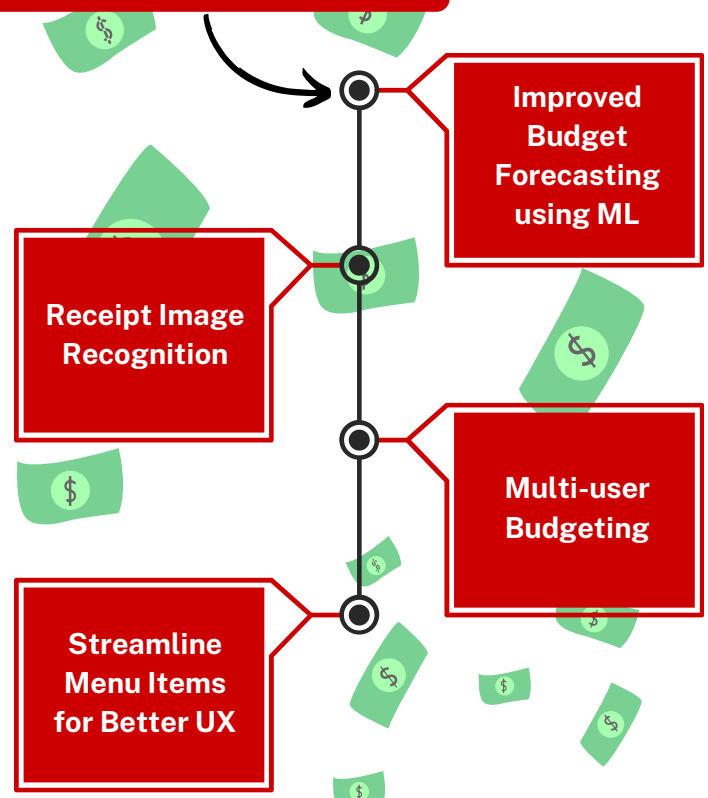 Improved
Budget
Forecasting
using ML
Receipt Image
Recognition
Multi-user
Budgeting
Streamline
Menu Items
for Better UX